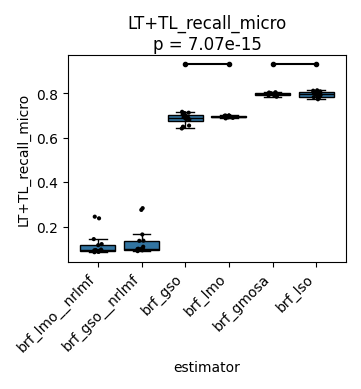 LT+TL_recall_micro
p = 7.07e-15
LT+TL_recall_micro
0.8
0.6
0.4
0.2
brf_lmo__nrlmf
brf_gso__nrlmf
brf_gso
brf_lmo
brf_gmosa
brf_lso
estimator